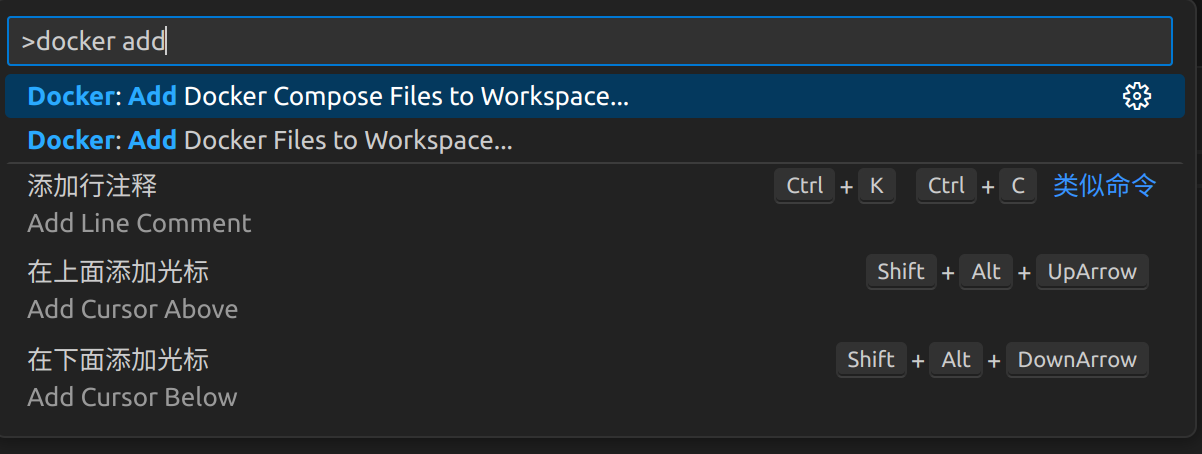 >docker add
Docker: Add Docker Compose Files to Workspace...
Docker: Add Docker Files to Workspace...
添加行注释 Ctrl + K Ctrl + C 类似命令
Add Line Comment
在上面添加光标 Shift + Alt + UpArrow
Add Cursor Above
在下面添加光标 Shift + Alt + DownArrow
Add Cursor Below